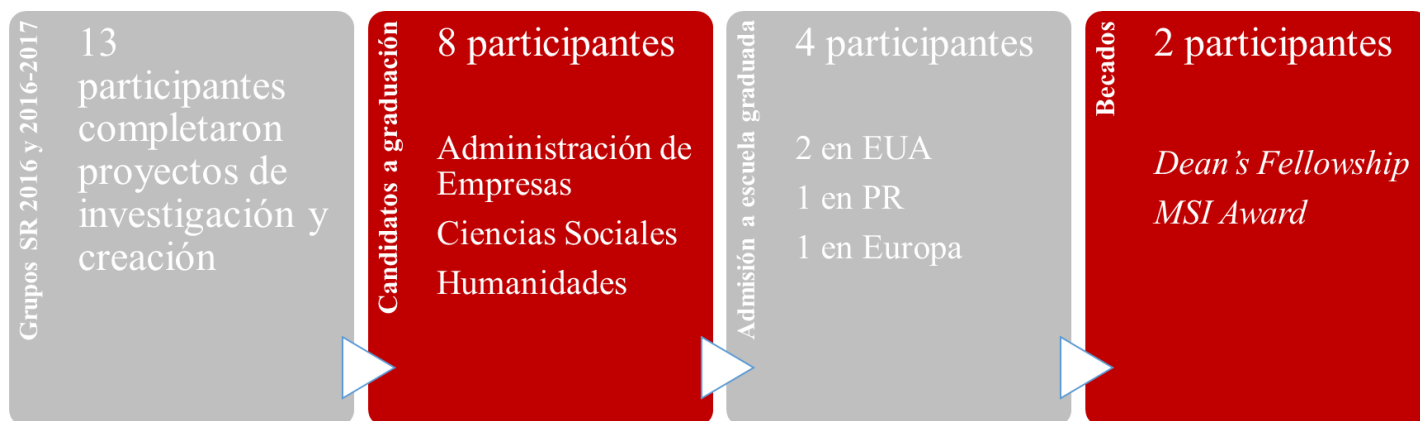 Grupos SR 2016 y 2016-2017
13
participantes
completaron
proyectos de
investigación y
creación
Candidatos a graduación
8 participantes
Administración de
Empresas
Ciencias Sociales
Humanidades
Admisión a escuela graduada
4 participantes
2 en EUA
1 en PR
1 en Europa
Becados
2 participantes
Dean’s Fellowship
MSI Award